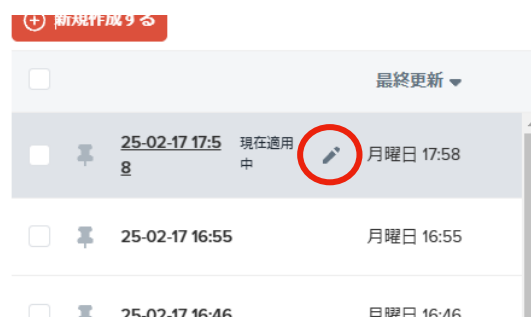 新規作成する
最終更新
25-02-17 17:5 現在適用 月曜日 17:58
8 中
25-02-17 16:55 月曜日 16:55
25-02-17 16:46 月曜日 16:46